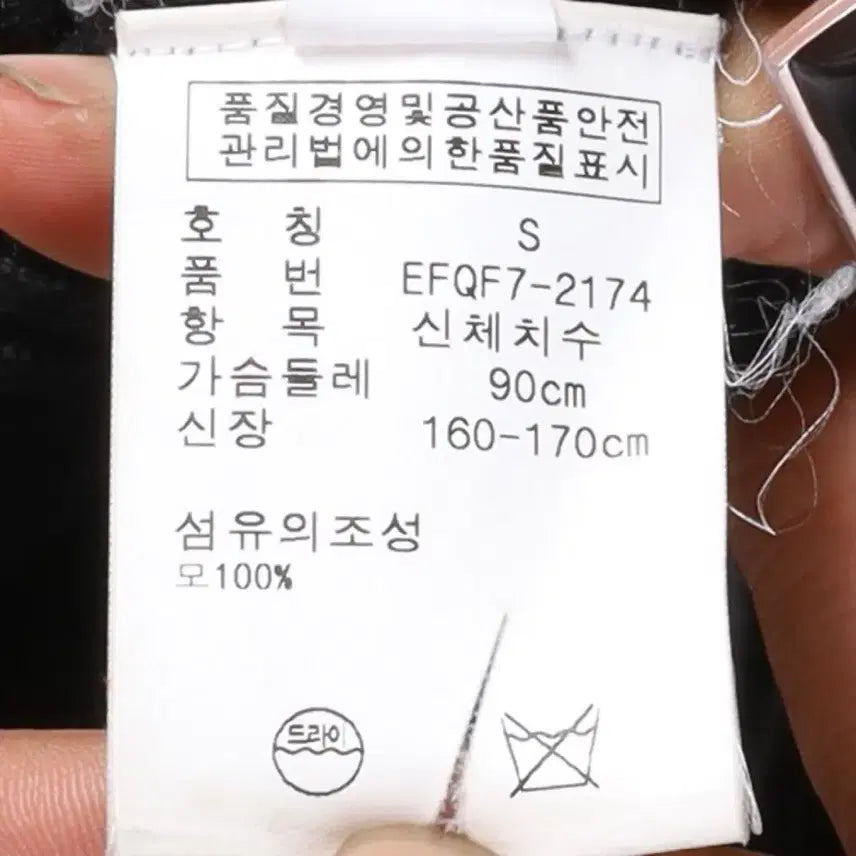 품질경영및공산품안전
관리법에의한품질표시
호 칭 S
품 번 EFQF7-2174
항 목 신체치수
가슴둘레 90cm
신장 160-170cm
섬유의조성
모100%
드라이